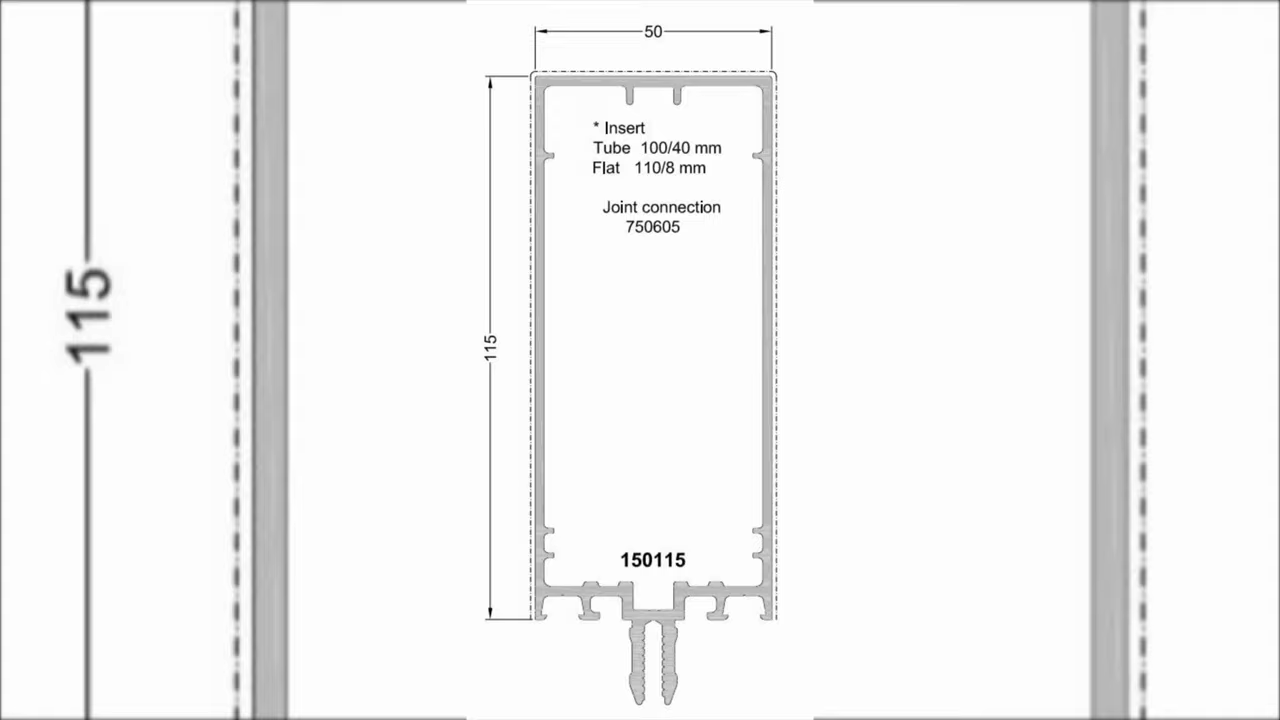 50
* Insert
Tube 100/40 mm
Flat 110/8 mm
Joint connection
750605
115
115
150115